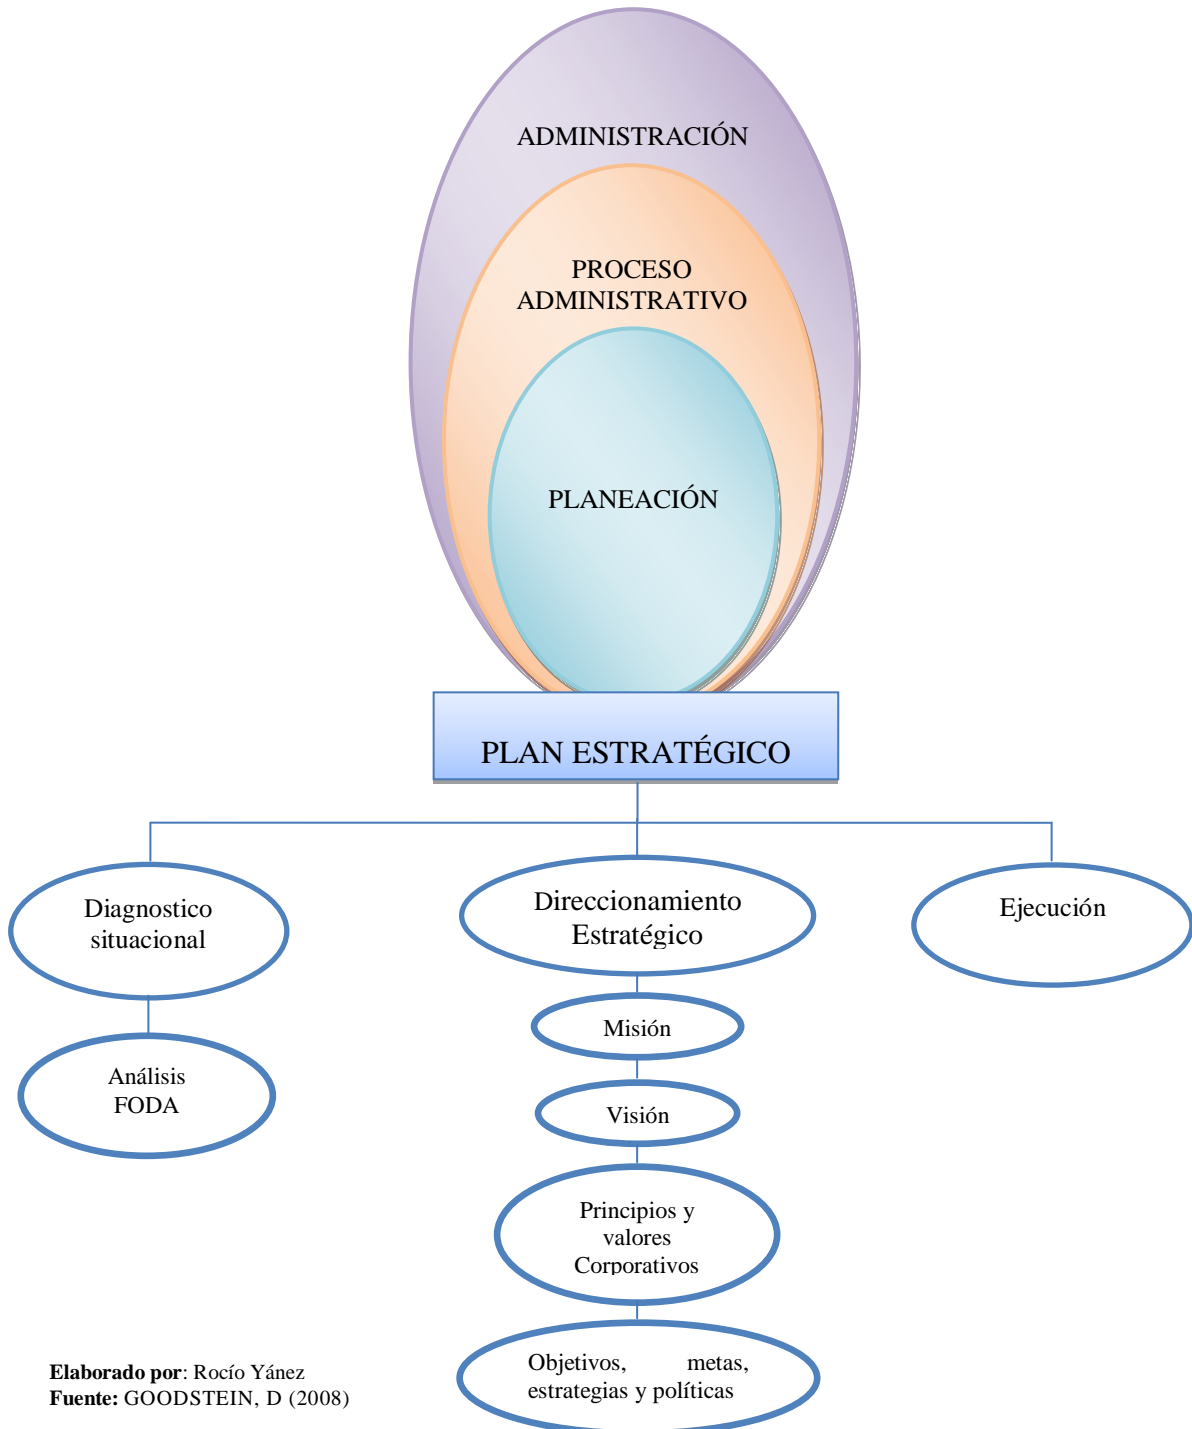 ADMINISTRACIÓN
PROCESO
ADMINISTRATIVO
PLANEACIÓN
PLAN ESTRATÉGICO
Diagnostico
situacional
Direccionamiento
Estratégico
Ejecución
Misión
Análisis
FODA
Visión
Principios y
valores
Corporativos
Objetivos, metas,
estrategias y políticas
Elaborado por: Rocío Yánez
Fuente: GOODSTEIN, D (2008)